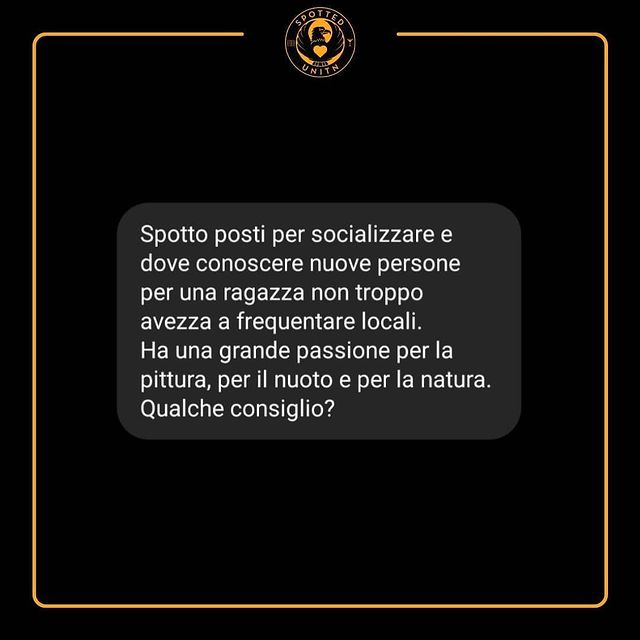 SPOTTED
UNITN
Spotto posti per socializzare e
dove conoscere nuove persone
per una ragazza non troppo
avezza a frequentare locali.
Ha una grande passione per la
pittura, per il nuoto e per la natura.
Qualche consiglio?